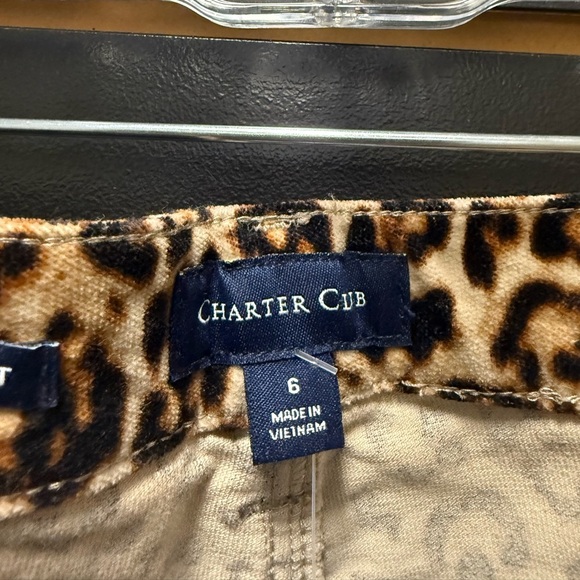 CHARTER CLUB
6
MADE IN
VIETNAM
T